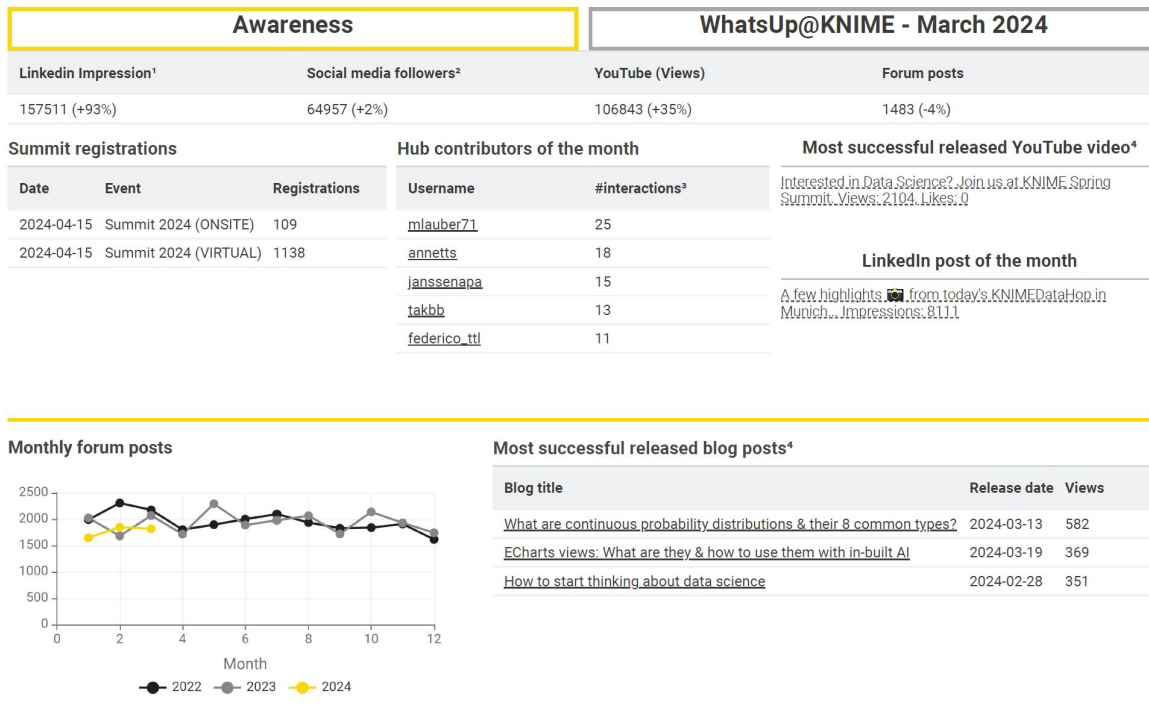 Awareness
WhatsUp@KNIME - March 2024
Linkedin Impression¹ Social media followers² YouTube (Views) Forum posts
157511 (+93%) 64957 (+2%) 106843 (+35%) 1483 (-4%)
Summit registrations
Date Event Registrations
2024-04-15 Summit 2024 (ONSITE) 109
2024-04-15 Summit 2024 (VIRTUAL) 1138
Hub contributors of the month
Username #interactions³
mlauber71 25
annetts 18
janssenapa 15
takbb 13
federico_ttl 11
Most successful released YouTube video⁴
Interested in Data Science? Join us at KNIME Spring
Summit. Views: 2104, Likes: 0
LinkedIn post of the month
A few highlights 📸 from today's KNIMEDataHop in
Munich... Impressions: 8111
Monthly forum posts
2500
2000
1500
1000
500
0
0 2 4 6 8 10 12
Month
2022 2023 2024
Most successful released blog posts⁴
Blog title Release date Views
What are continuous probability distributions & their 8 common types? 2024-03-13 582
ECharts views: What are they & how to use them with in-built AI 2024-03-19 369
How to start thinking about data science 2024-02-28 351